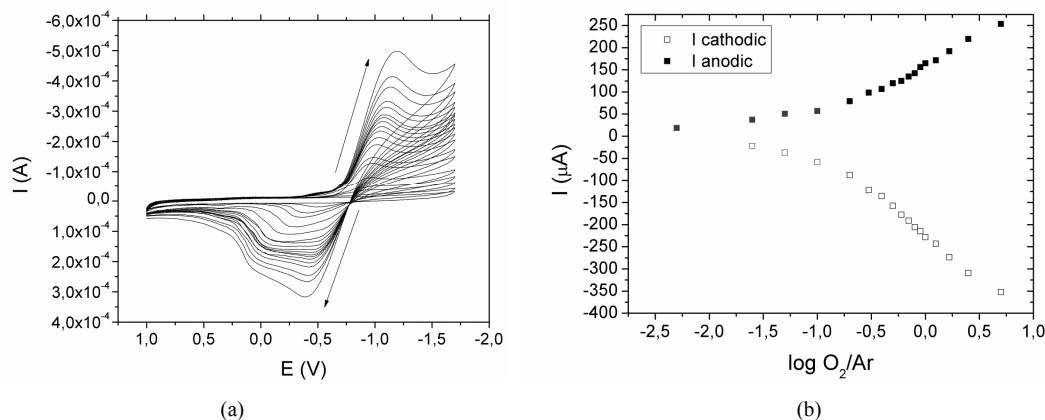 -6,0x10⁻⁴
-5,0x10⁻⁴
-4,0x10⁻⁴
-3,0x10⁻⁴
-2,0x10⁻⁴
-1,0x10⁻⁴
0,0
1,0x10⁻⁴
2,0x10⁻⁴
3,0x10⁻⁴
4,0x10⁻⁴
I (A)
1,0 0,5 0,0 -0,5 -1,0 -1,5 -2,0
E (V)
(a)
I cathodic
I anodic
250
200
150
100
50
0
-50
-100
-150
-200
-250
-300
-350
-400
I (μA)
-2,5 -2,0 -1,5 -1,0 -0,5 0,0 0,5 1,0
log O₂/Ar
(b)